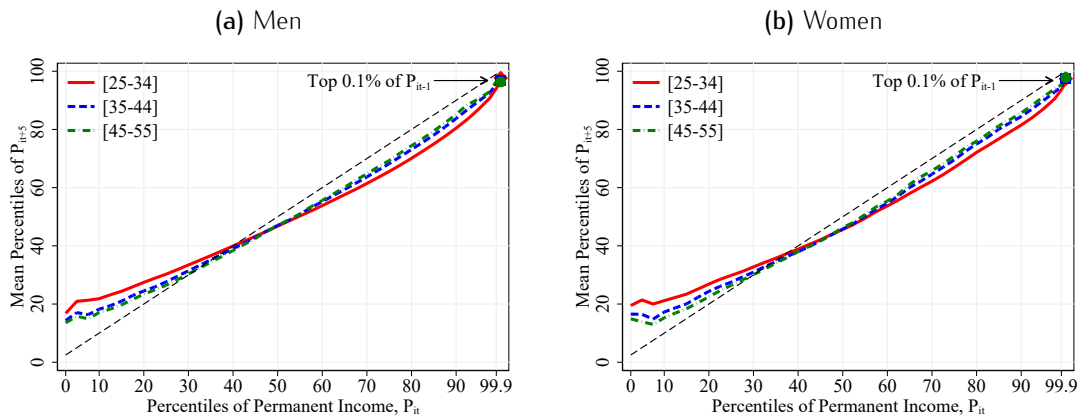 (a) Men
Mean Percentiles of P_{it+5}
0 20 40 60 80 100
[25-34]
[35-44]
[45-55]
Top 0.1% of P_{it-1}
0 10 20 30 40 50 60 70 80 90 99.9
Percentiles of Permanent Income, P_{it}
(b) Women
Mean Percentiles of P_{it+5}
0 20 40 60 80 100
[25-34]
[35-44]
[45-55]
Top 0.1% of P_{it-1}
0 10 20 30 40 50 60 70 80 90 99.9
Percentiles of Permanent Income, P_{it}